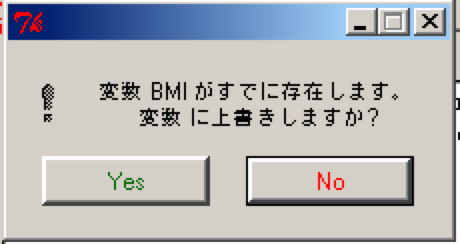 変数 BMI がすでに存在します。
変数 に上書きしますか?
Yes
No